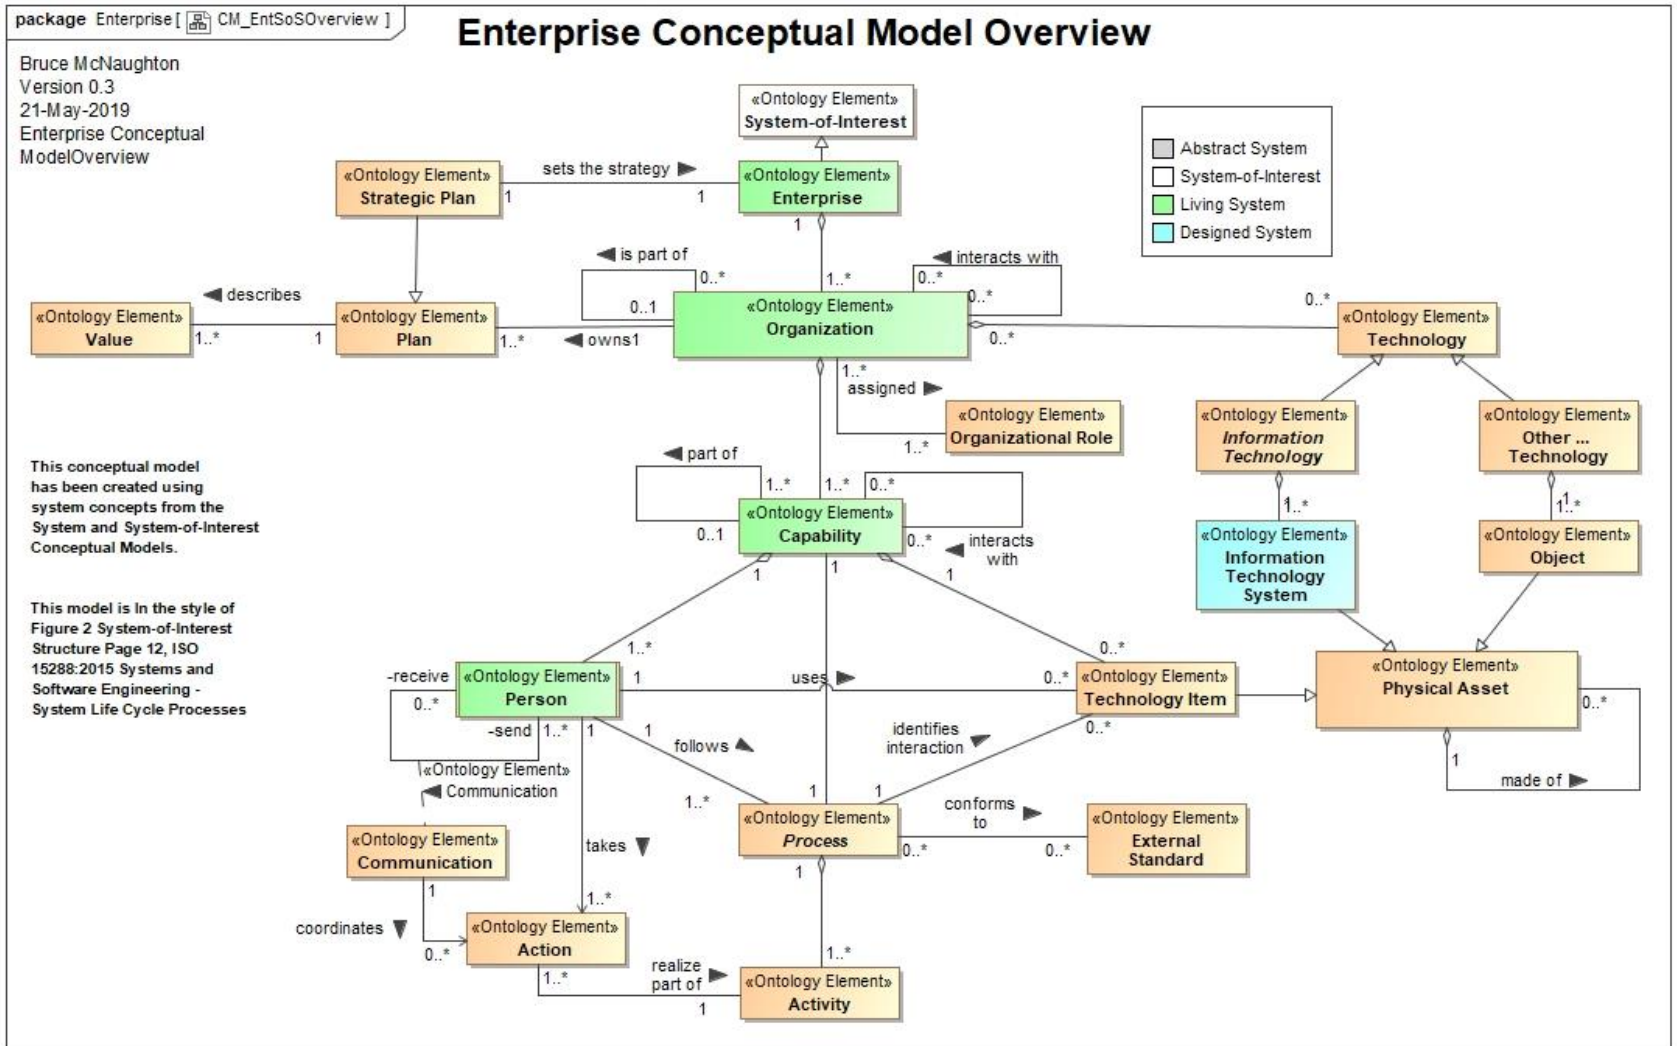 package Enterprise [ CM_EntSoSOverview ]
Enterprise Conceptual Model Overview
Bruce McNaughton
Version 0.3
21-May-2019
Enterprise Conceptual
ModelOverview
«Ontology Element»
System-of-Interest
Abstract System
System-of-Interest
Living System
Designed System
«Ontology Element»
Strategic Plan
1
sets the strategy ►
1
«Ontology Element»
Enterprise
1
◄ is part of
0..*
0..1
1..*
◄ interacts with
0..*
0..*
«Ontology Element»
Organization
◄ describes
«Ontology Element»
Value
1..*
1
«Ontology Element»
Plan
1..*
◄ owns1
0..*
0..*
«Ontology Element»
Technology
1..*
assigned ►
1..*
«Ontology Element»
Organizational Role
«Ontology Element»
Information
Technology
«Ontology Element»
Other ...
Technology
This conceptual model
has been created using
system concepts from the
System and System-of-Interest
Conceptual Models.
◄ part of
1..*
0..1
1..*
0..*
0..*
◄ interacts
with
«Ontology Element»
Capability
1
1
1
1
1..*
1
1..*
«Ontology Element»
Information
Technology
System
«Ontology Element»
Object
This model is In the style of
Figure 2 System-of-Interest
Structure Page 12, ISO
15288:2015 Systems and
Software Engineering -
System Life Cycle Processes
1..*
0..*
-receive
0..*
«Ontology Element»
Person
1
uses ►
0..*
«Ontology Element»
Technology Item
«Ontology Element»
Physical Asset
0..*
1
made of ►
-send
1..*
1
1
follows
1..*
identifies
interaction
0..*
1
1
«Ontology Element»
◄ Communication
«Ontology Element»
Communication
1
«Ontology Element»
Process
conforms
to ►
0..*
0..*
«Ontology Element»
External
Standard
1
takes ▼
1..*
coordinates ▼
0..*
«Ontology Element»
Action
1..*
realize
part of ►
1
1..*
«Ontology Element»
Activity